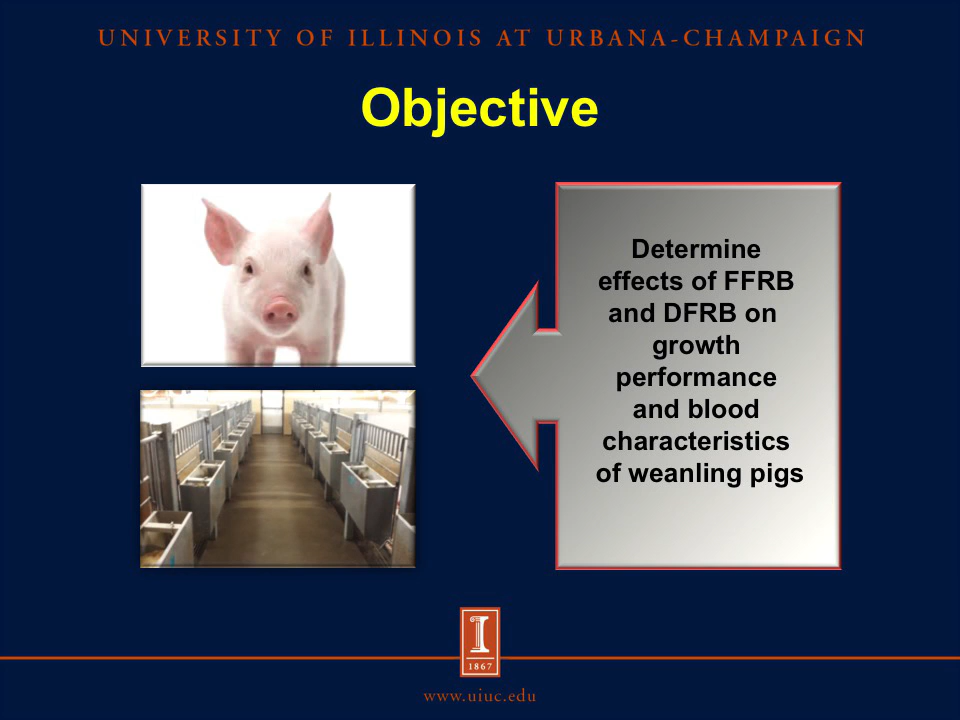 UNIVERSITY OF ILLINOIS AT URBANA-CHAMPAIGN
Objective
Determine
effects of FFRB
and DFRB on
growth
performance
and blood
characteristics
of weanling pigs
I
1867
www.uiuc.edu